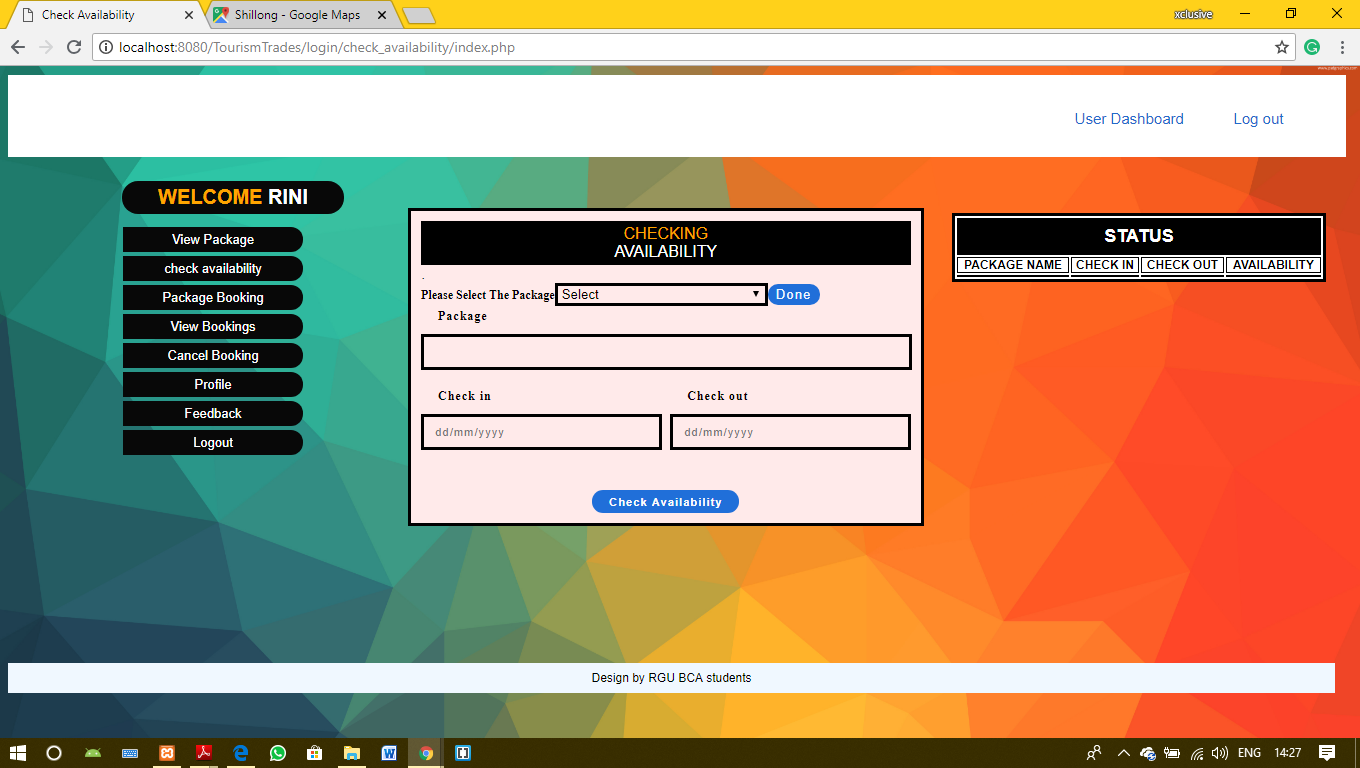 Check Availability
Shillong - Google Maps
xclusive
localhost:8080/TourismTrades/login/check_availability/index.php
User Dashboard
Log out
WELCOME RINI
View Package
check availability
Package Booking
View Bookings
Cancel Booking
Profile
Feedback
Logout
CHECKING
AVAILABILITY
.
Please Select The Package Select Done
Package
Check in Check out
dd/mm/yyyy dd/mm/yyyy
Check Availability
STATUS
PACKAGE NAME CHECK IN CHECK OUT AVAILABILITY
Design by RGU BCA students
ENG 14:27